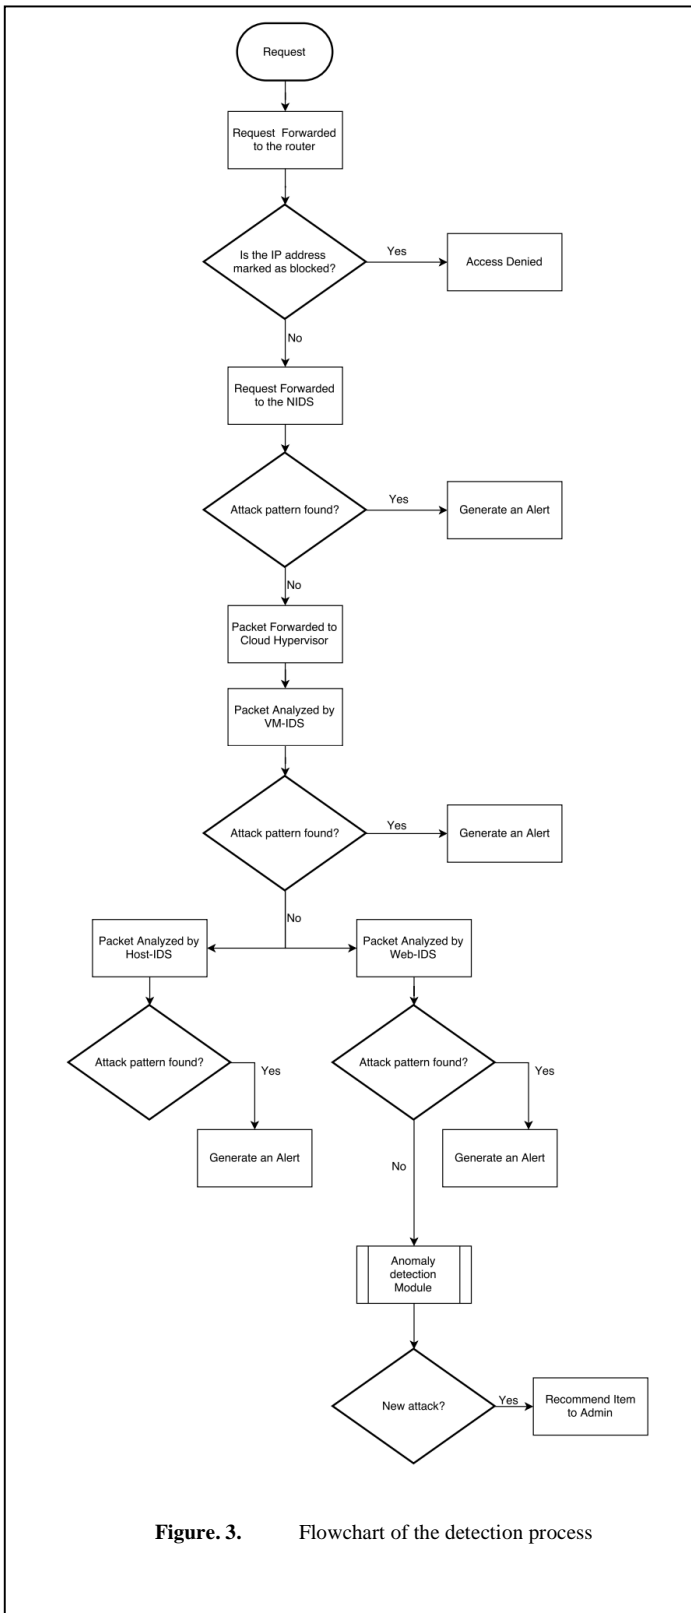 Request
Request Forwarded
to the router
Is the IP address
marked as blocked?
Yes
Access Denied
No
Request Forwarded
to the NIDS
Attack pattern found?
Yes
Generate an Alert
No
Packet Forwarded to
Cloud Hypervisor
Packet Analyzed by
VM-IDS
Attack pattern found?
Yes
Generate an Alert
No
Packet Analyzed by
Host-IDS
Packet Analyzed by
Web-IDS
Attack pattern found?
Yes
Attack pattern found?
Yes
Generate an Alert
No
Generate an Alert
Anomaly
detection
Module
New attack?
Yes
Recommend Item
to Admin
Figure. 3. Flowchart of the detection process